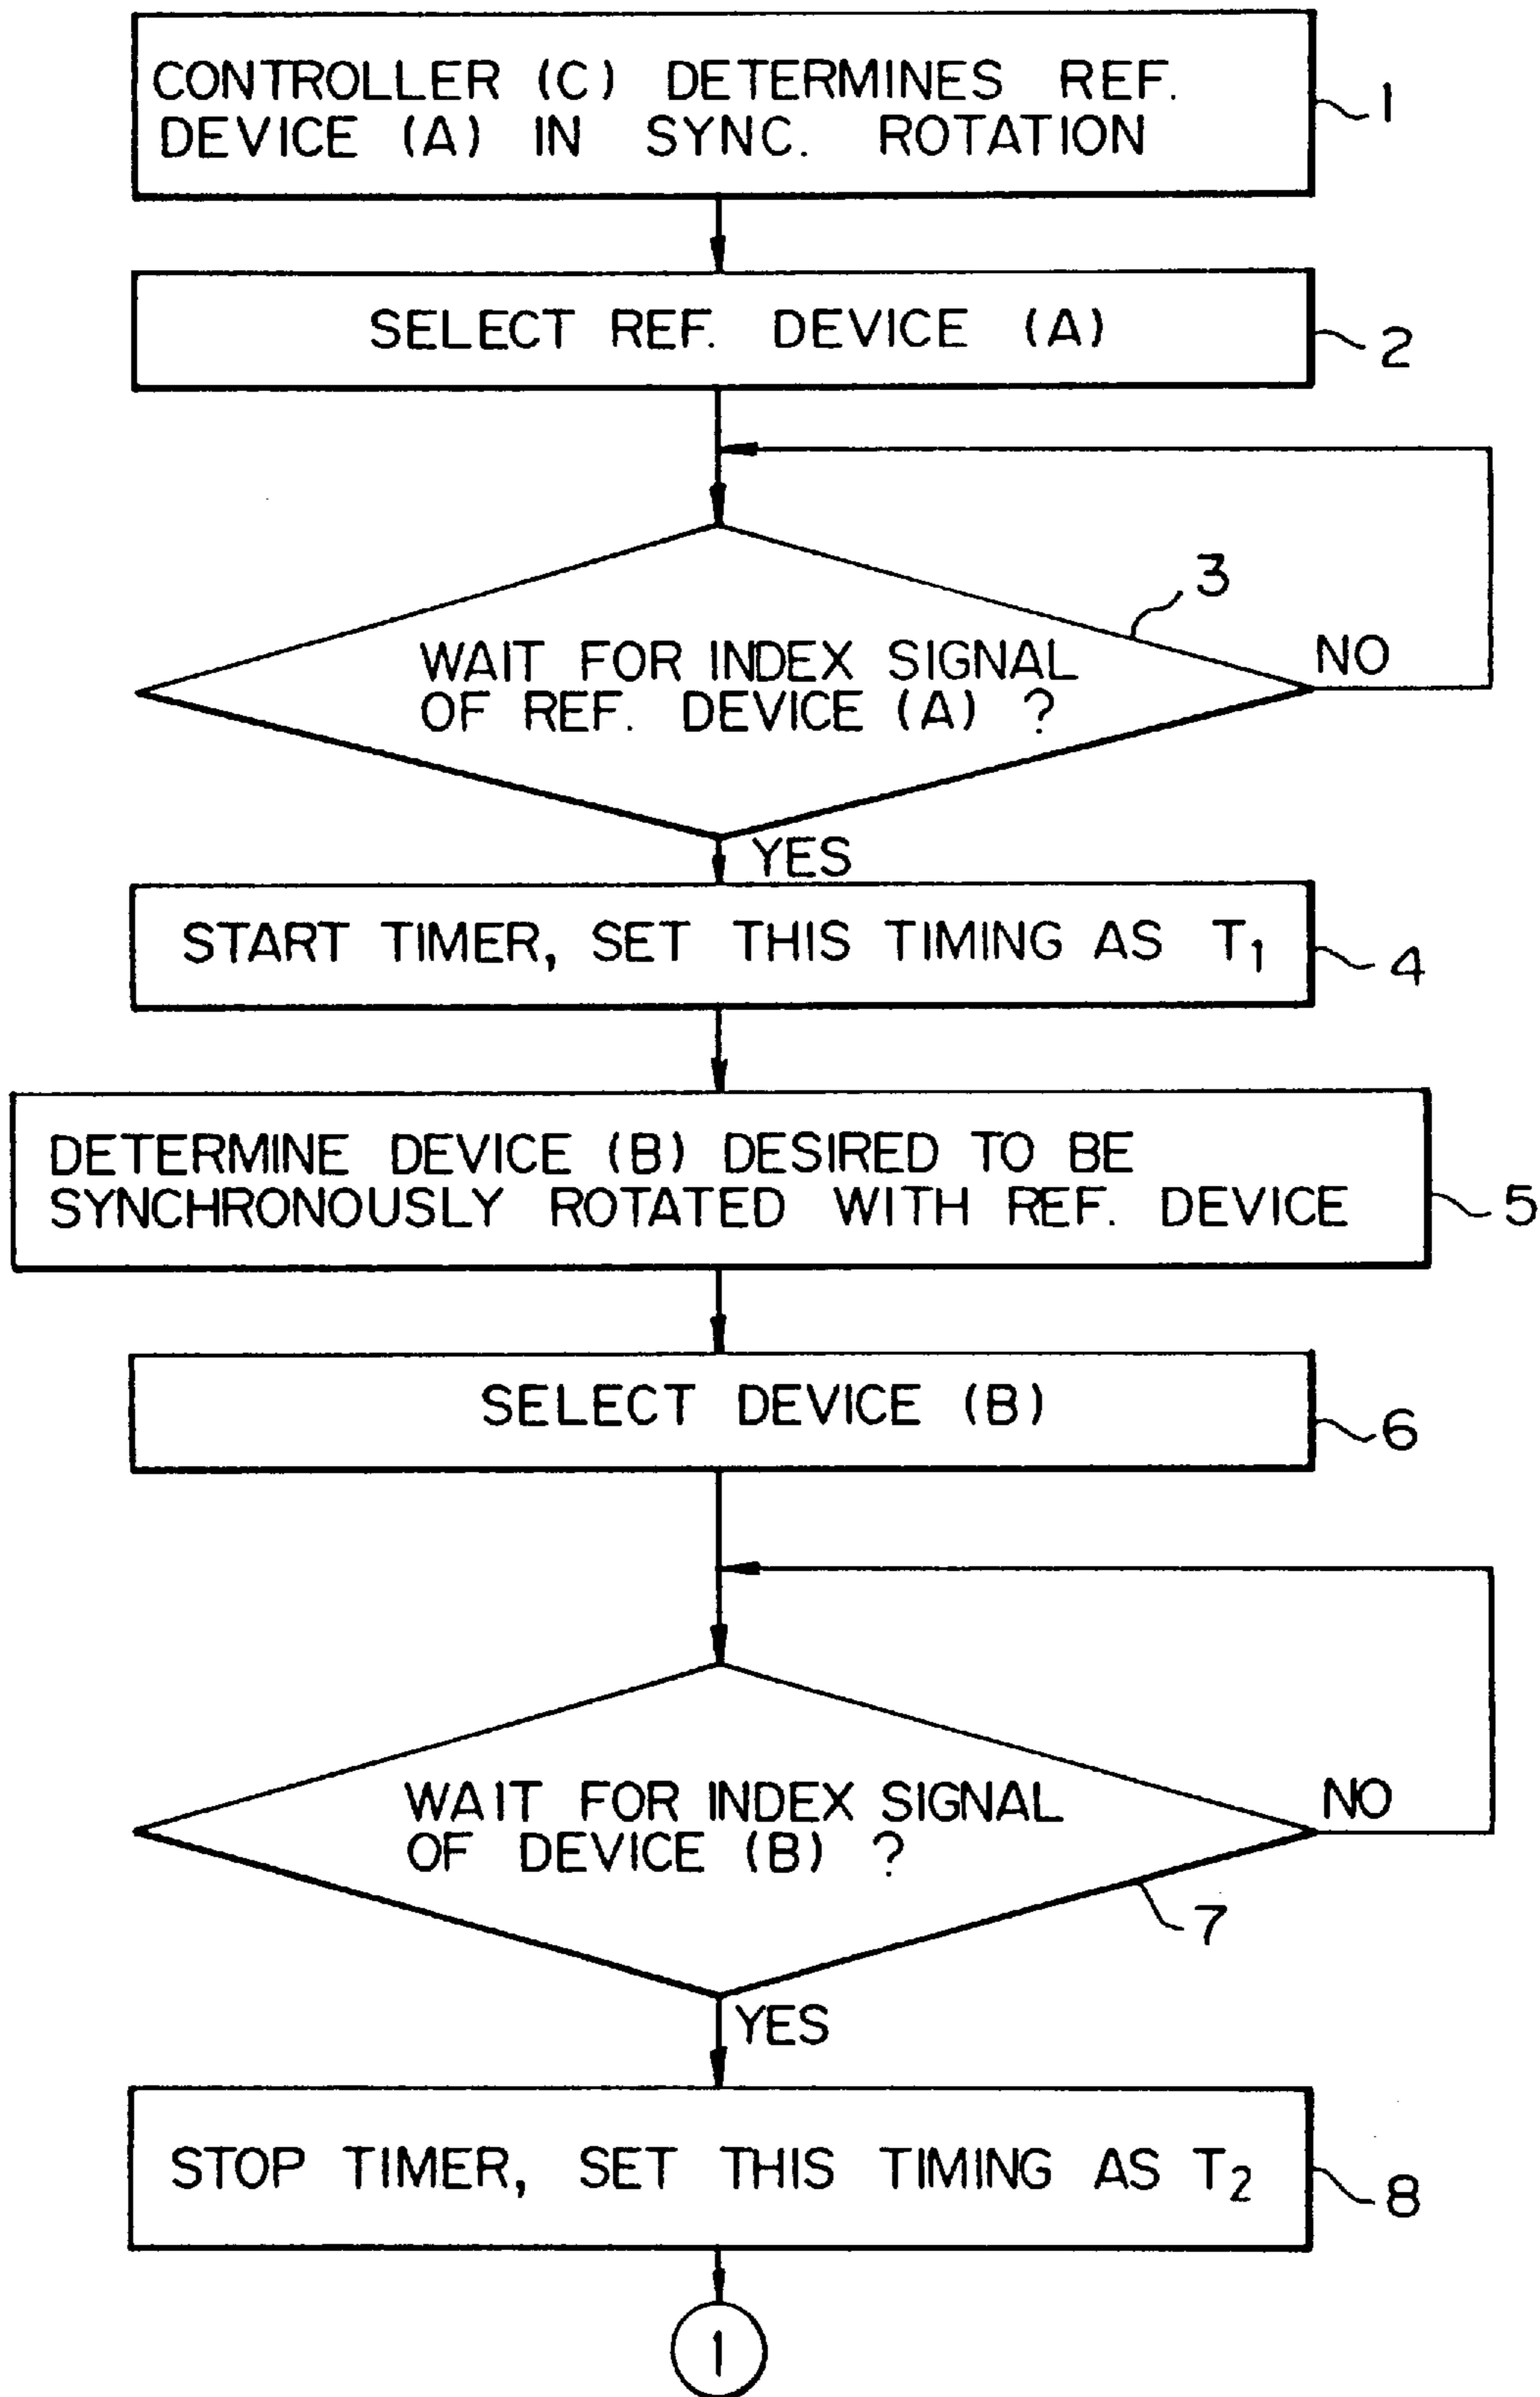 CONTROLLER (C) DETERMINES REF.
DEVICE (A) IN SYNC. ROTATION
1
SELECT REF. DEVICE (A)
2
3
WAIT FOR INDEX SIGNAL
OF REF. DEVICE (A) ?
NO
YES
START TIMER, SET THIS TIMING AS T₁
4
DETERMINE DEVICE (B) DESIRED TO BE
SYNCHRONOUSLY ROTATED WITH REF. DEVICE
5
SELECT DEVICE (B)
6
WAIT FOR INDEX SIGNAL
OF DEVICE (B) ?
NO
7
YES
STOP TIMER, SET THIS TIMING AS T₂
8
1